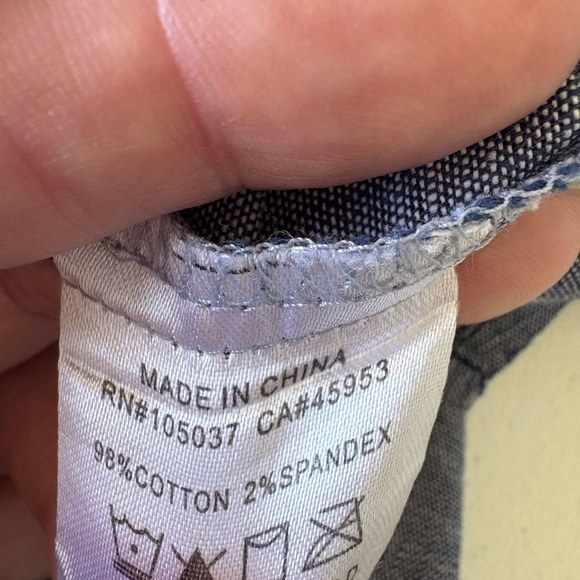 MADE IN CHINA
RN#105037 CA#45953
98%COTTON 2%SPANDEX